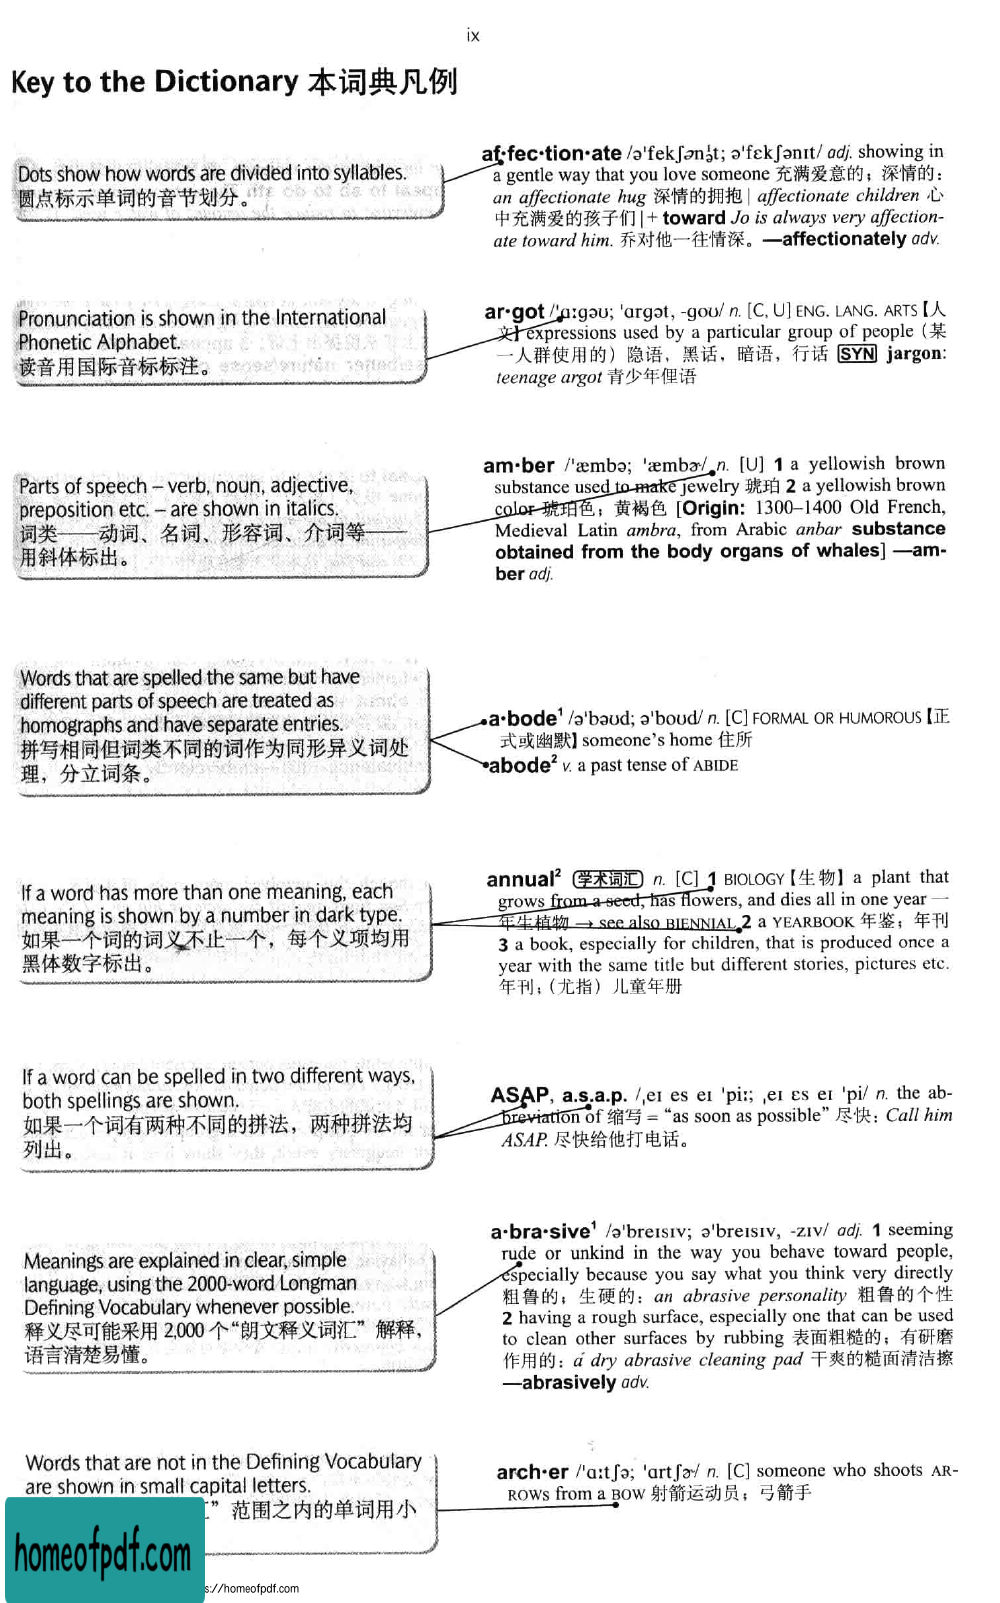 ix
Key to the Dictionary 本词典凡例
Dots show how words are divided into syllables.
圆点标示单词的音节划分。
af·fec·tion·ate /ə'fekʃənɪt; ə'fɛkʃənɪt/ adj. showing in
a gentle way that you love someone 充满爱意的；深情的：
an affectionate hug 深情的拥抱 | affectionate children 心
中充满爱的孩子们 | + toward Jo is always very affection-
ate toward him. 乔对他一往情深。—affectionately adv.
Pronunciation is shown in the International
Phonetic Alphabet.
读音用国际音标标注。
ar·got /'ɑːgəʊ; 'ɑrgət, -goʊ/ n. [C, U] ENG. LANG. ARTS【人
文】expressions used by a particular group of people（某
一人群使用的）隐语，黑话，暗语，行话 SYN jargon:
teenage argot 青少年俚语
Parts of speech – verb, noun, adjective,
preposition etc. – are shown in italics.
词类——动词、名词、形容词、介词等——
用斜体标出。
am·ber /'æmbə; 'æmbɚ/ n. [U] 1 a yellowish brown
substance used to make jewelry 琥珀 2 a yellowish brown
color 琥珀色；黄褐色 [Origin: 1300–1400 Old French,
Medieval Latin ambra, from Arabic anbar substance
obtained from the body organs of whales] —am-
ber adj.
Words that are spelled the same but have
different parts of speech are treated as
homographs and have separate entries.
拼写相同但词类不同的词作为同形异义词处
理，分立词条。
a·bode¹ /ə'bəʊd; ə'boʊd/ n. [C] FORMAL OR HUMOROUS【正
式或幽默】someone's home 住所
abode² v. a past tense of ABIDE
If a word has more than one meaning, each
meaning is shown by a number in dark type.
如果一个词的词义不止一个，每个义项均用
黑体数字标出。
annual² 学术词汇 n. [C] 1 BIOLOGY【生物】a plant that
grows from a seed, has flowers, and dies all in one year 一
年生植物 → see also BIENNIAL 2 a YEARBOOK 年鉴；年刊
3 a book, especially for children, that is produced once a
year with the same title but different stories, pictures etc.
年刊；（尤指）儿童年册
If a word can be spelled in two different ways,
both spellings are shown.
如果一个词有两种不同的拼法，两种拼法均
列出。
ASAP, a.s.a.p. /ˌeɪ es eɪ 'piː; ˌeɪ ɛs eɪ 'pi/ n. the ab-
breviation of 缩写 = “as soon as possible” 尽快：Call him
ASAP. 尽快给他打电话。
Meanings are explained in clear, simple
language, using the 2000-word Longman
Defining Vocabulary whenever possible.
释义尽可能采用 2,000 个“朗文释义词汇”解释，
语言清楚易懂。
a·bra·sive¹ /ə'breɪsɪv; ə'breɪsɪv, -zɪv/ adj. 1 seeming
rude or unkind in the way you behave toward people,
especially because you say what you think very directly
粗鲁的；生硬的：an abrasive personality 粗鲁的个性
2 having a rough surface, especially one that can be used
to clean other surfaces by rubbing 表面粗糙的；有研磨
作用的：a dry abrasive cleaning pad 干爽的糙面清洁擦
—abrasively adv.
Words that are not in the Defining Vocabulary
are shown in small capital letters.
”范围之内的单词用小
arch·er /'ɑːtʃə; 'ɑrtʃɚ/ n. [C] someone who shoots AR-
ROWS from a BOW 射箭运动员；弓箭手
homeofpdf.com
s://homeofpdf.com